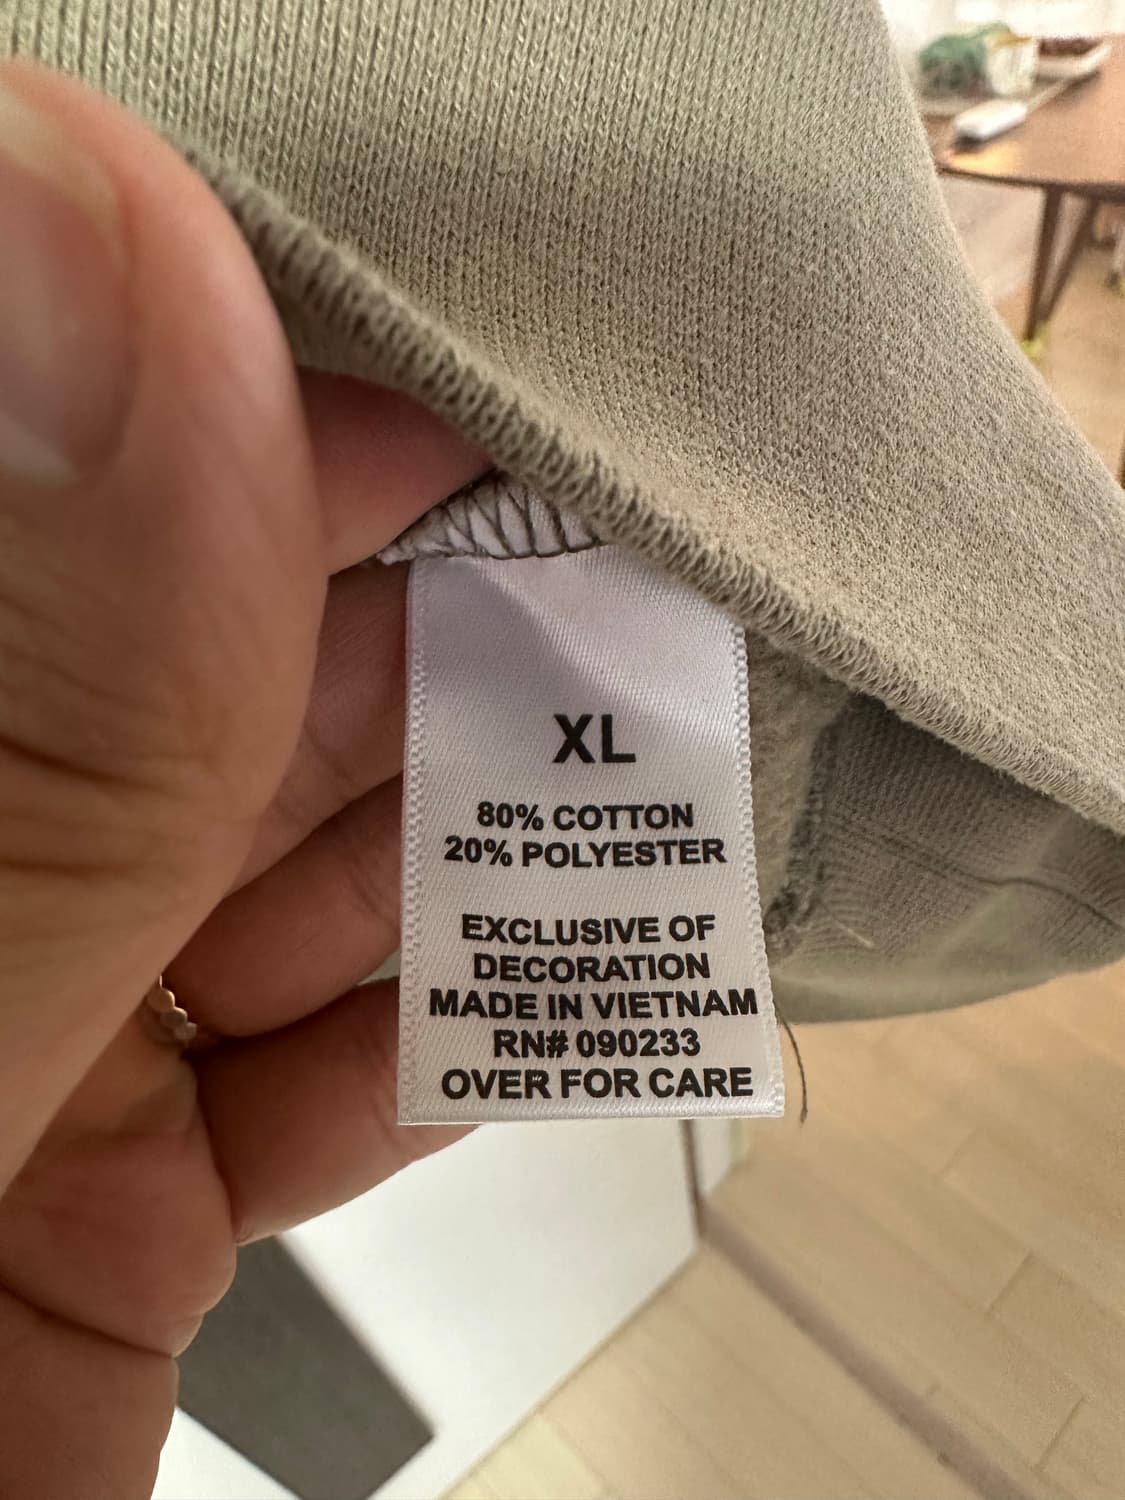 XL
80% COTTON
20% POLYESTER
EXCLUSIVE OF
DECORATION
MADE IN VIETNAM
RN# 090233
OVER FOR CARE